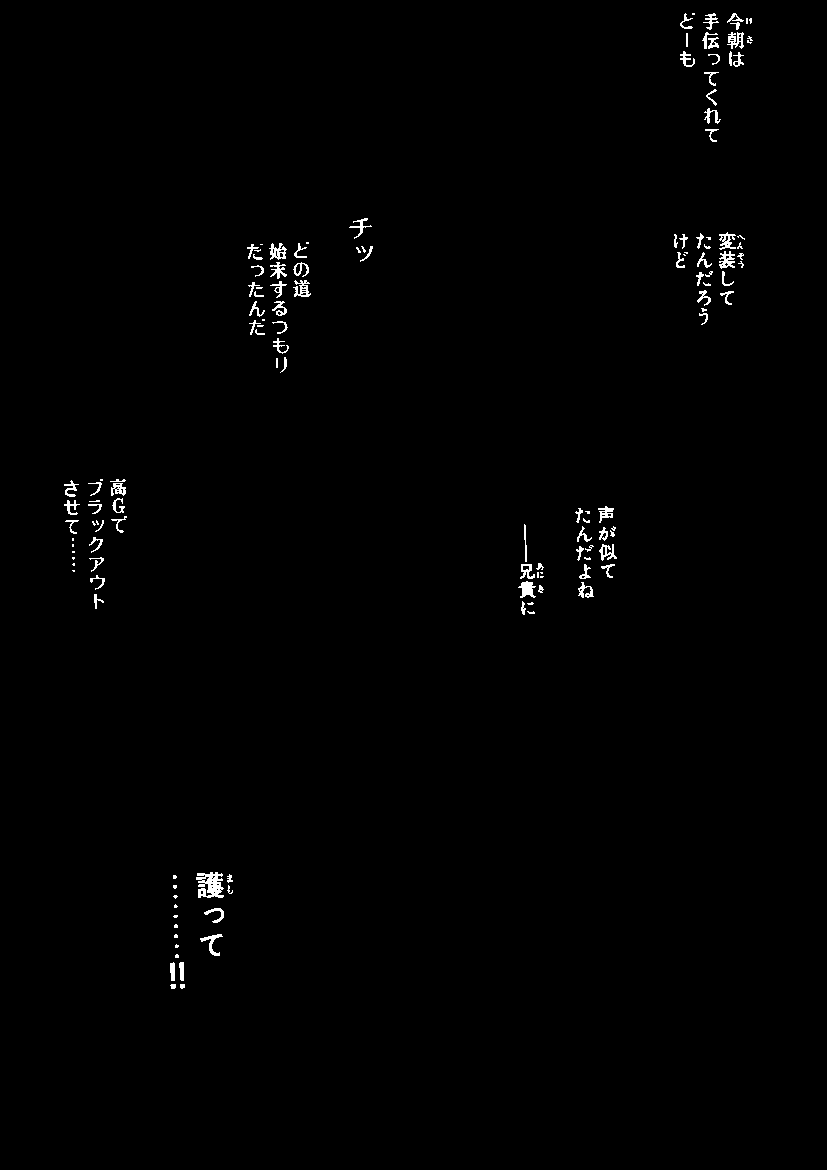 今朝は
手伝ってくれて
どーも
変装して
たんだろう
けど
チッ
どの道
始末するつもり
だったんだ
声が似て
たんだよね
――兄貴に
高Gで
ブラックアウト
させて……
護って
………!!